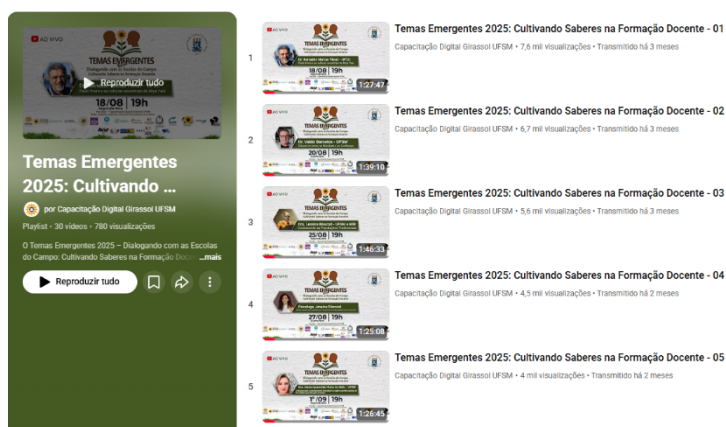 AO VIVO
TEMAS EMERGENTES
Reproduzir tudo
18/08 | 19h
Temas Emergentes
2025: Cultivando ...
por Capacitação Digital Girassol UFSM
Playlist • 30 vídeos • 780 visualizações
O Temas Emergentes 2025 – Dialogando com as Escolas
do Campo: Cultivando Saberes na Formação Doce ...mais
Reproduzir tudo
1
AO VIVO
TEMAS EMERGENTES
18/08 | 19h
1:27:47
Temas Emergentes 2025: Cultivando Saberes na Formação Docente - 01
Capacitação Digital Girassol UFSM • 7,6 mil visualizações • Transmitido há 3 meses
2
AO VIVO
TEMAS EMERGENTES
20/08 | 19h
1:39:10
Temas Emergentes 2025: Cultivando Saberes na Formação Docente - 02
Capacitação Digital Girassol UFSM • 6,7 mil visualizações • Transmitido há 3 meses
3
AO VIVO
TEMAS EMERGENTES
25/08 | 19h
1:46:33
Temas Emergentes 2025: Cultivando Saberes na Formação Docente - 03
Capacitação Digital Girassol UFSM • 5,6 mil visualizações • Transmitido há 3 meses
4
AO VIVO
TEMAS EMERGENTES
27/08 | 19h
1:25:08
Temas Emergentes 2025: Cultivando Saberes na Formação Docente - 04
Capacitação Digital Girassol UFSM • 4,5 mil visualizações • Transmitido há 2 meses
5
AO VIVO
TEMAS EMERGENTES
1º/09 | 19h
1:26:45
Temas Emergentes 2025: Cultivando Saberes na Formação Docente - 05
Capacitação Digital Girassol UFSM • 4 mil visualizações • Transmitido há 2 meses